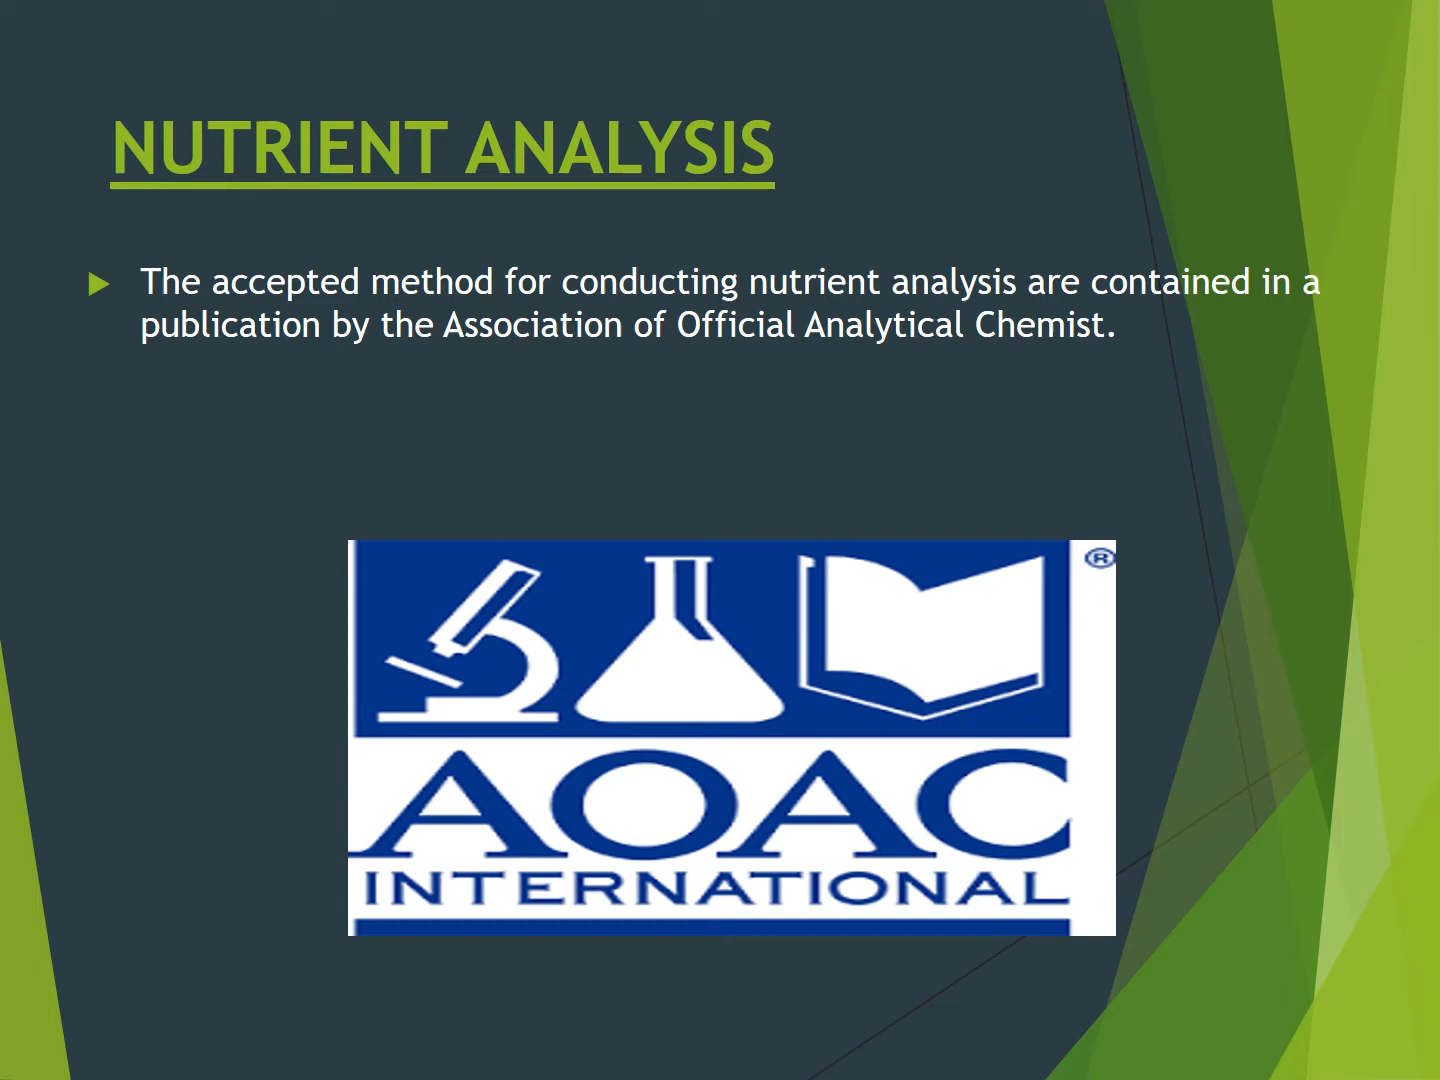 NUTRIENT ANALYSIS
The accepted method for conducting nutrient analysis are contained in a
publication by the Association of Official Analytical Chemist.
®
AOAC
INTERNATIONAL